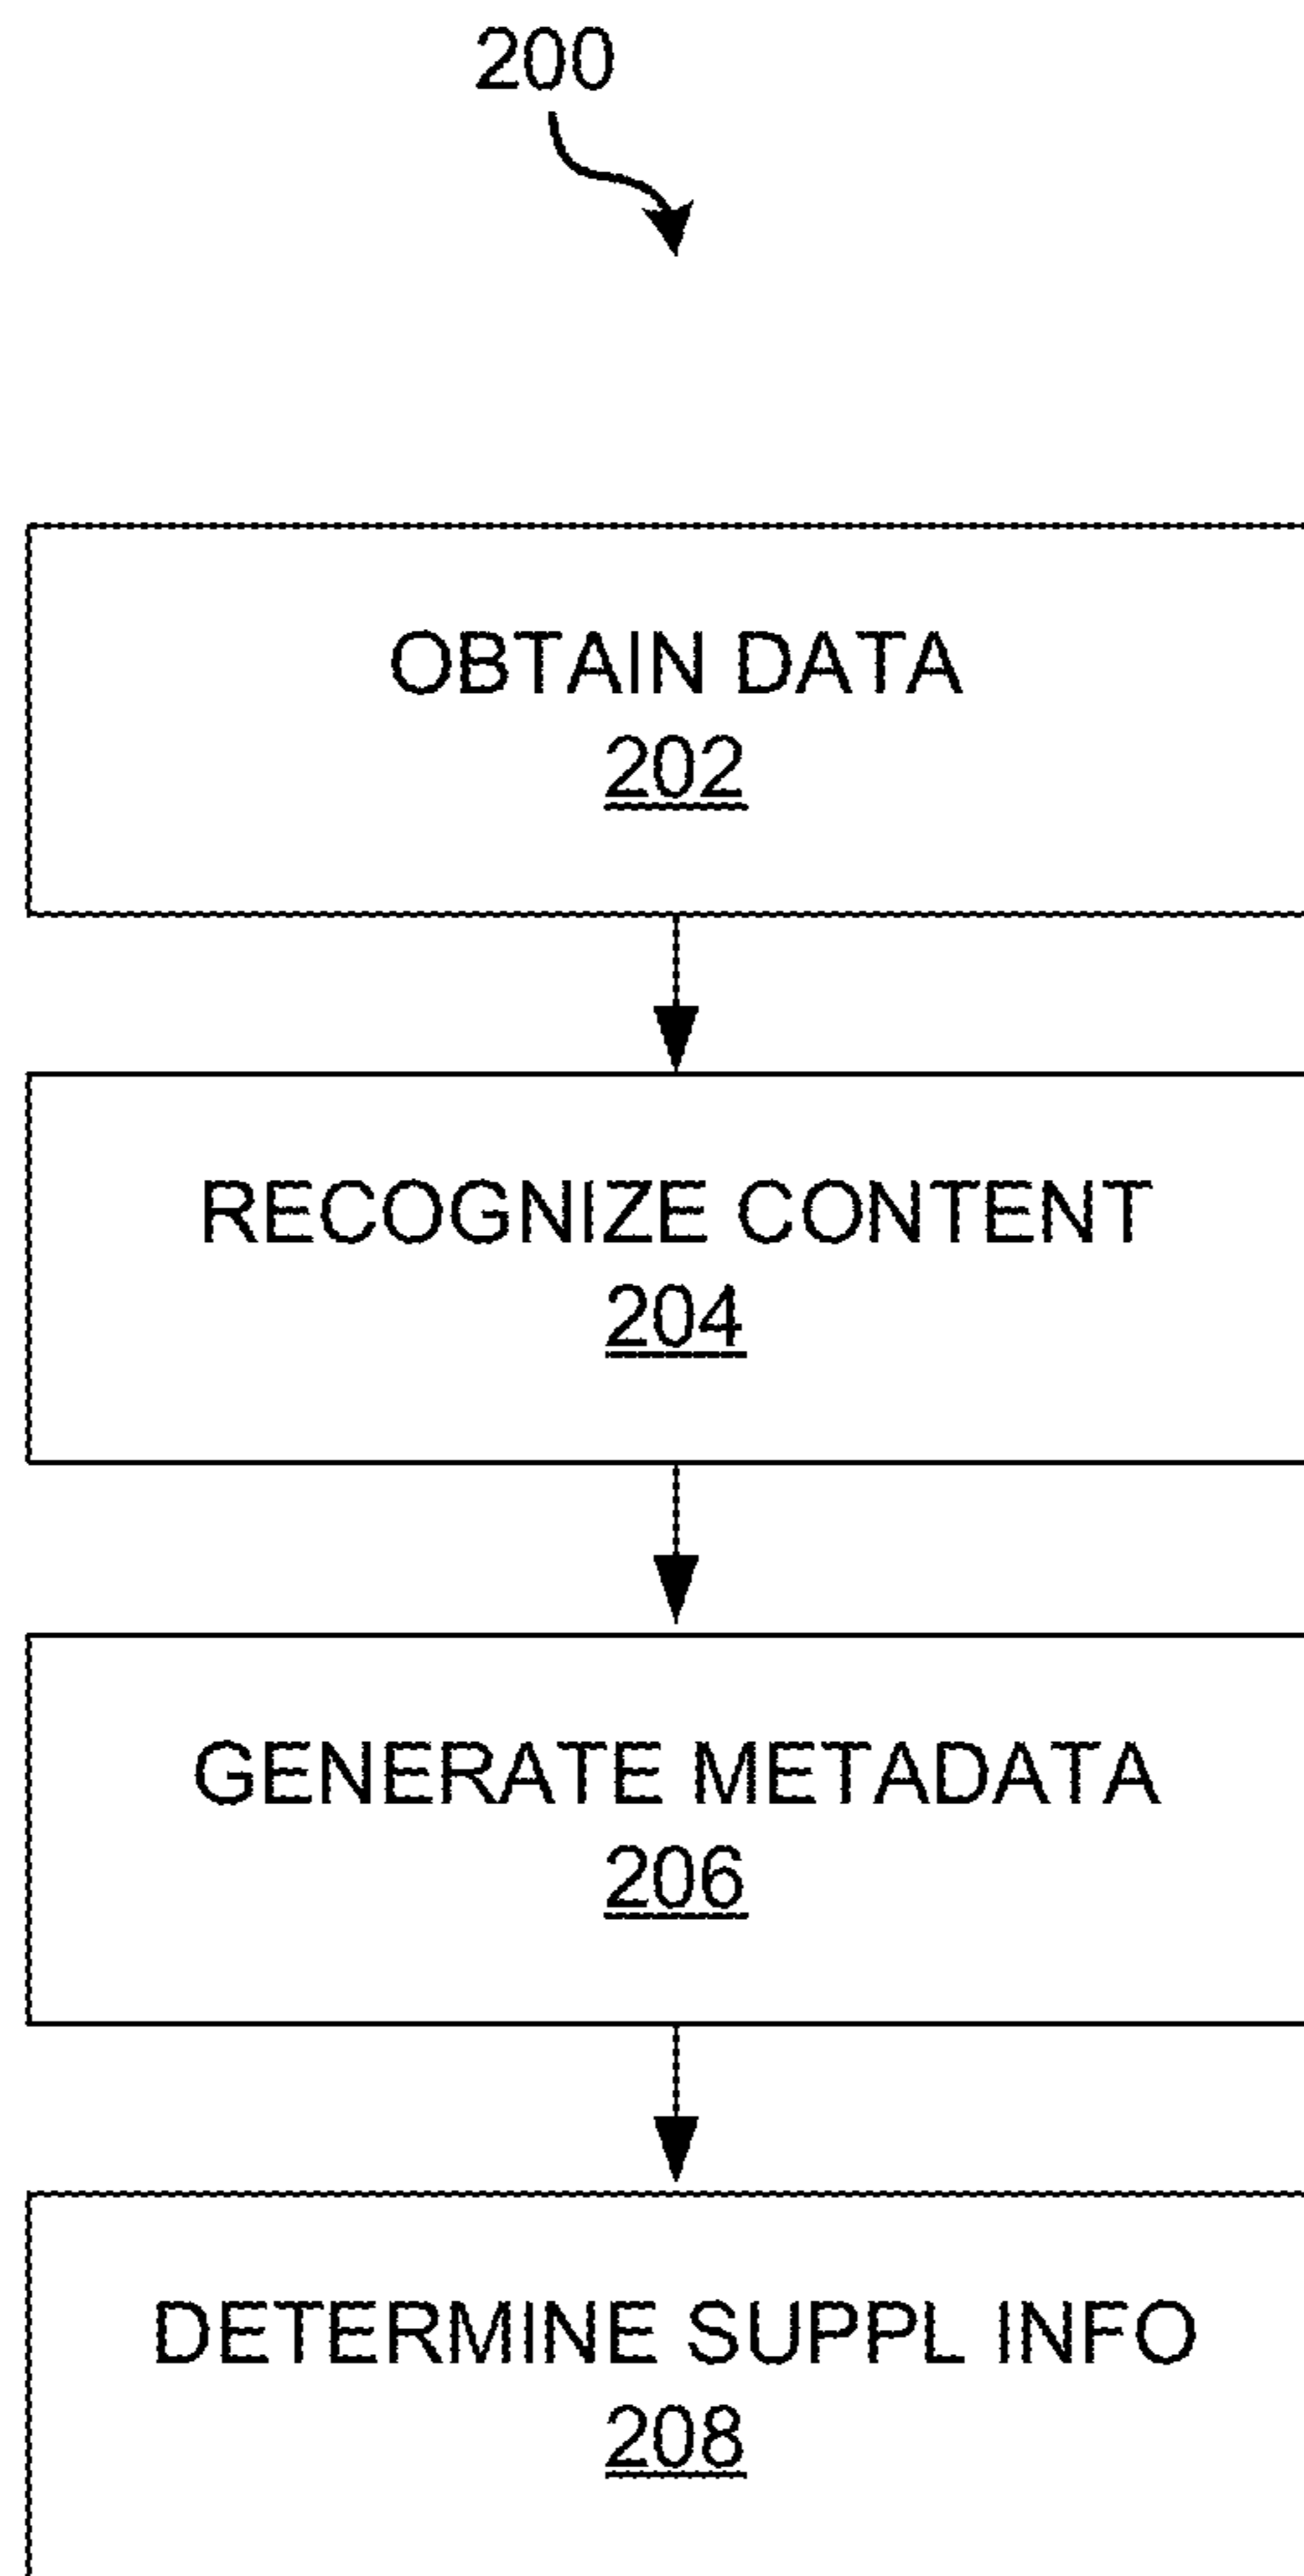 200
OBTAIN DATA
202
RECOGNIZE CONTENT
204
GENERATE METADATA
206
DETERMINE SUPPL INFO
208